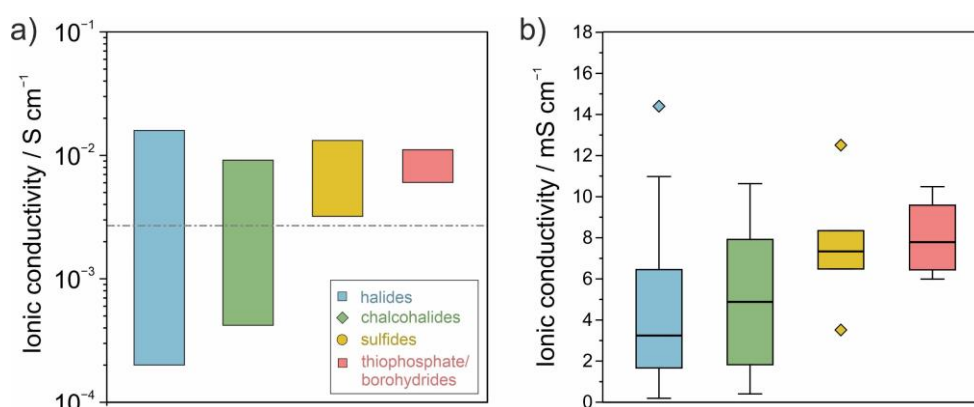 a)
Ionic conductivity / S cm⁻¹
10⁻¹
10⁻²
10⁻³
10⁻⁴
halides
chalcohalides
sulfides
thiophosphate/
borohydrides
b)
Ionic conductivity / mS cm⁻¹
18
16
14
12
10
8
6
4
2
0